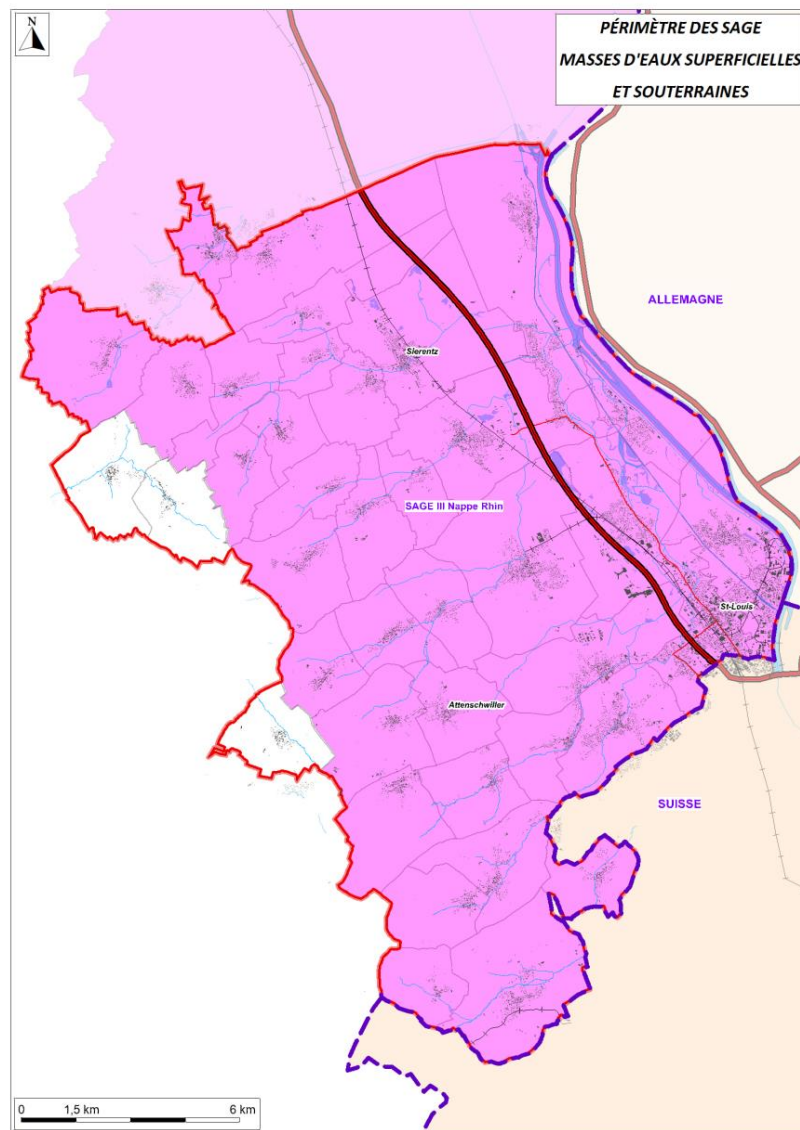 N
PÉRIMÈTRE DES SAGE
MASSES D'EAUX SUPERFICIELLES
ET SOUTERRAINES
ALLEMAGNE
Sierentz
SAGE III Nappe Rhin
St-Louis
Attenschwiller
SUISSE
0 1,5 km 6 km